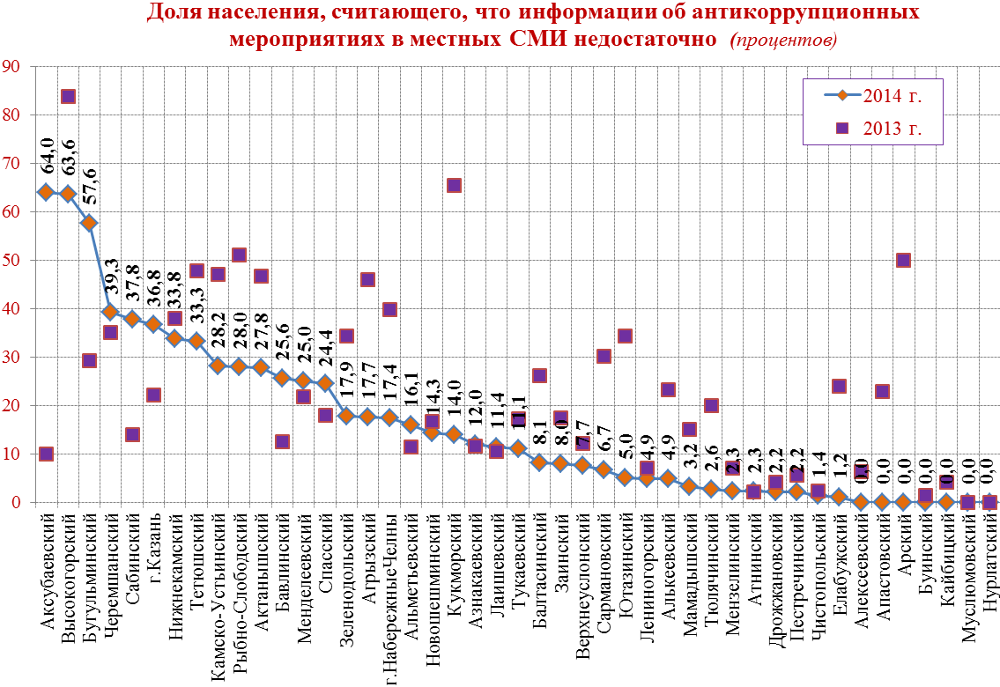 Доля населения, считающего, что информации об антикоррупционных
мероприятиях в местных СМИ недостаточно (процентов)
2014 г.
2013 г.
90
80
70
60
50
40
30
20
10
0
64,0
63,6
57,6
39,3
37,8
36,8
33,8
33,3
28,2
28,0
27,8
25,6
25,0
24,4
17,9
17,7
17,4
16,1
14,3
14,0
12,0
11,4
11,1
8,1
8,0
7,7
6,7
5,0
4,9
4,9
3,2
2,6
2,3
2,3
2,2
2,2
1,4
1,2
0,0
0,0
0,0
0,0
0,0
0,0
0,0
Аксубаевский
Высокогорский
Бугульминский
Черемшанский
Сабинский
г.Казань
Нижнекамский
Тетюшский
Камско-Устьинский
Рыбно-Слободский
Актанышский
Бавлинский
Менделеевский
Спасский
Зеленодольский
Агрызский
г.НабережныеЧелны
Альметьевский
Новошешминский
Кукморский
Азнакаевский
Лаишевский
Тукаевский
Балтасинский
Заинский
Верхнеуслонский
Сармановский
Ютазинский
Лениногорский
Алькеевский
Мамадышский
Тюлячинский
Мензелинский
Атнинский
Дрожжановский
Пестречинский
Чистопольский
Елабужский
Алексеевский
Апастовский
Арский
Буинский
Кайбицкий
Муслюмовский
Нурлатский